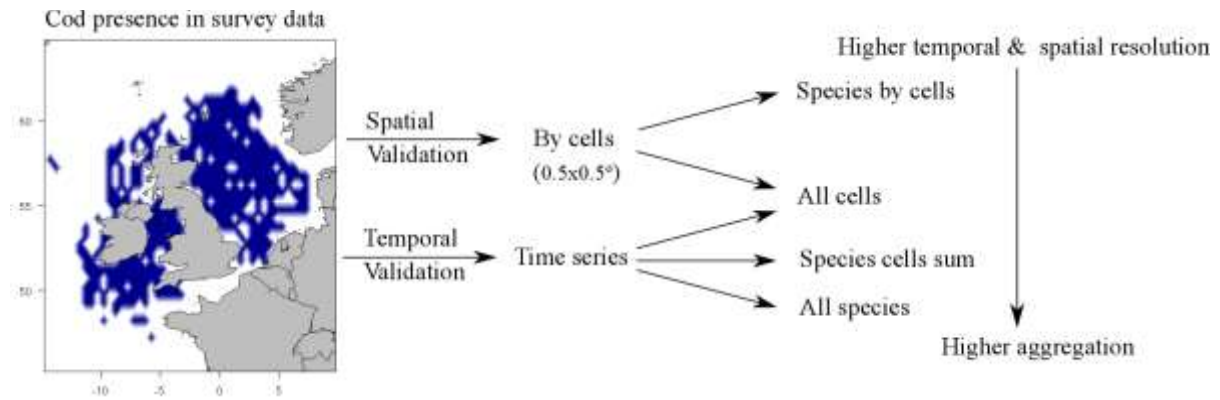 Cod presence in survey data
60
55
50
-10
-5
0
5
Spatial
Validation
Temporal
Validation
By cells
(0.5x0.5º)
Time series
Species by cells
All cells
Species cells sum
All species
Higher temporal & spatial resolution
Higher aggregation